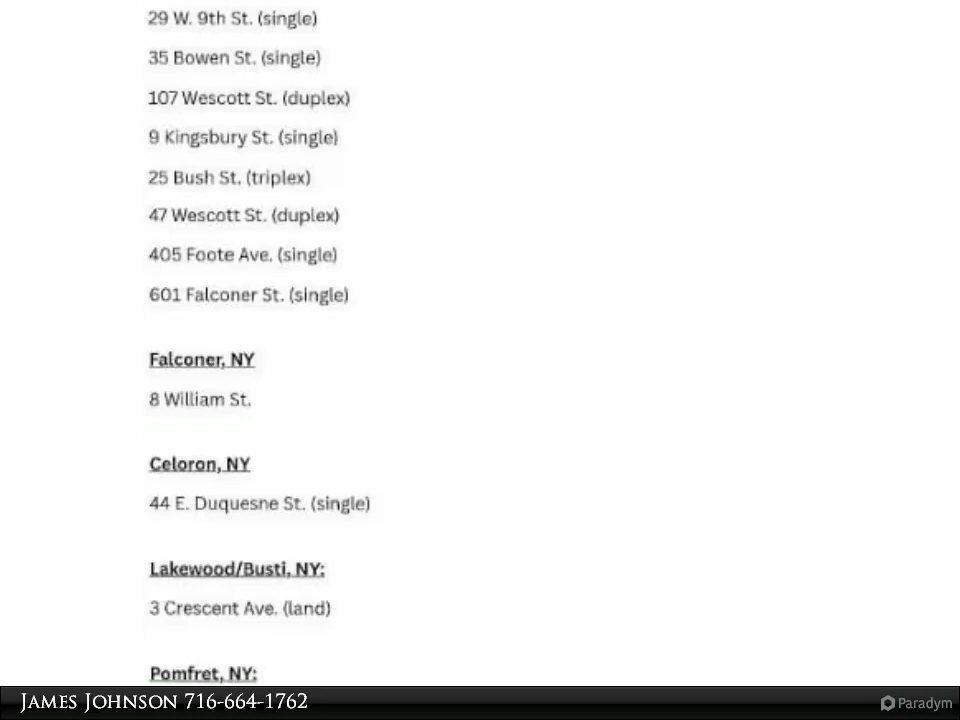 29 W. 9th St. (single)
35 Bowen St. (single)
107 Wescott St. (duplex)
9 Kingsbury St. (single)
25 Bush St. (triplex)
47 Wescott St. (duplex)
405 Foote Ave. (single)
601 Falconer St. (single)
Falconer, NY
8 William St.
Celoron, NY
44 E. Duquesne St. (single)
Lakewood/Busti, NY:
3 Crescent Ave. (land)
Pomfret, NY:
James Johnson 716-664-1762
Paradym